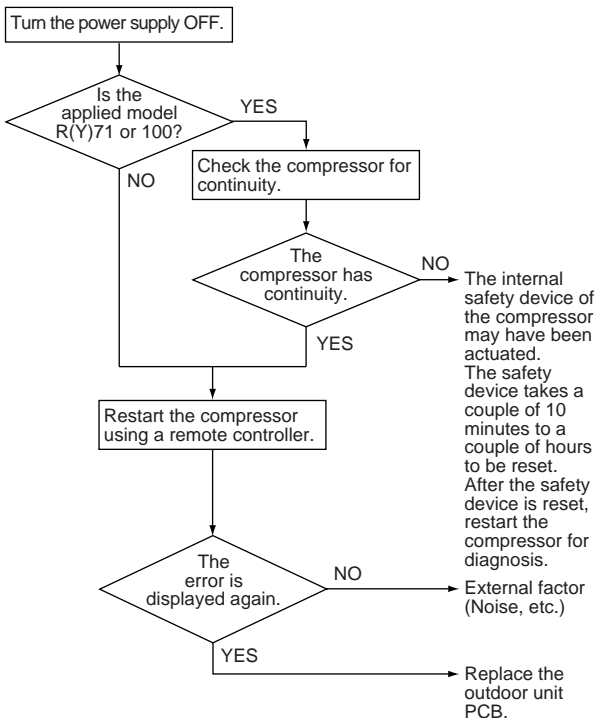 Turn the power supply OFF.
Is the
applied model
R(Y)71 or 100?
YES
NO
Check the compressor for
continuity.
The
compressor has
continuity.
NO
The internal
safety device of
the compressor
may have been
actuated.
The safety
device takes a
couple of 10
minutes to a
couple of hours
to be reset.
After the safety
device is reset,
restart the
compressor for
diagnosis.
YES
Restart the compressor
using a remote controller.
The
error is
displayed again.
NO
External factor
(Noise, etc.)
YES
Replace the
outdoor unit
PCB.